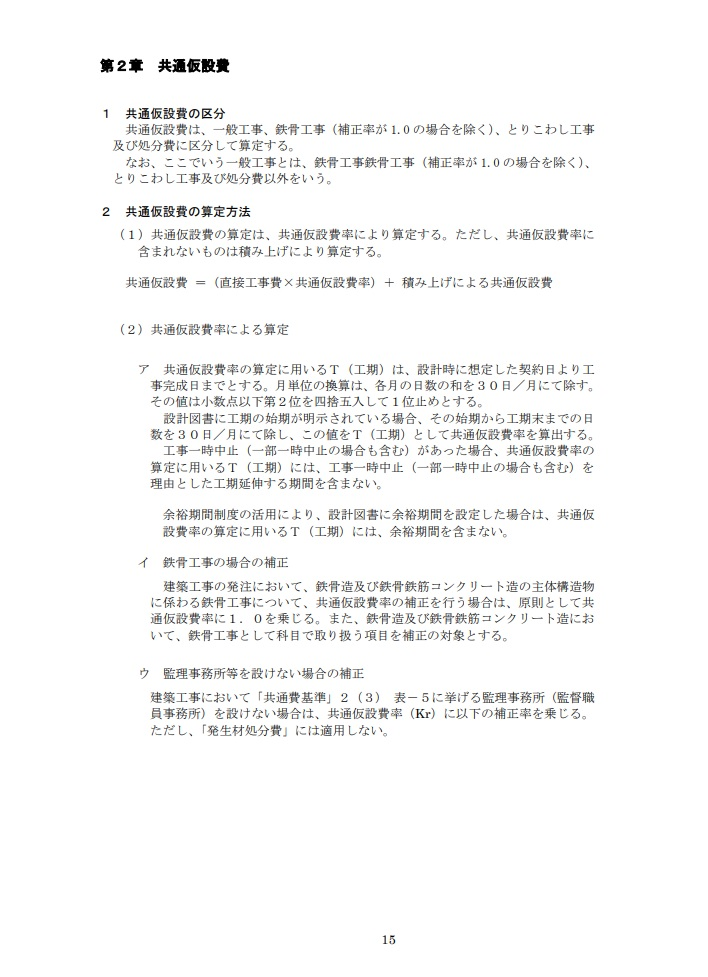 第２章　共通仮設費
１　共通仮設費の区分
共通仮設費は、一般工事、鉄骨工事（補正率が 1.0 の場合を除く）、とりこわし工事
及び処分費に区分して算定する。
なお、ここでいう一般工事とは、鉄骨工事鉄骨工事（補正率が 1.0 の場合を除く）、
とりこわし工事及び処分費以外をいう。
２　共通仮設費の算定方法
（１）共通仮設費の算定は、共通仮設費率により算定する。ただし、共通仮設費率に
含まれないものは積み上げにより算定する。
共通仮設費 ＝（直接工事費×共通仮設費率）＋ 積み上げによる共通仮設費
（２）共通仮設費率による算定
ア　共通仮設費率の算定に用いるＴ（工期）は、設計時に想定した契約日より工
事完成日までとする。月単位の換算は、各月の日数の和を３０日／月にて除す。
その値は小数点以下第２位を四捨五入して１位止めとする。
設計図書に工期の始期が明示されている場合、その始期から工期末までの日
数を３０日／月にて除し、この値をＴ（工期）として共通仮設費率を算出する。
工事一時中止（一部一時中止の場合も含む）があった場合、共通仮設費率の
算定に用いるＴ（工期）には、工事一時中止（一部一時中止の場合も含む）を
理由とした工期延伸する期間を含まない。
余裕期間制度の活用により、設計図書に余裕期間を設定した場合は、共通仮
設費率の算定に用いるＴ（工期）には、余裕期間を含まない。
イ　鉄骨工事の場合の補正
建築工事の発注において、鉄骨造及び鉄骨鉄筋コンクリート造の主体構造物
に係わる鉄骨工事について、共通仮設費率の補正を行う場合は、原則として共
通仮設費率に１．０を乗じる。また、鉄骨造及び鉄骨鉄筋コンクリート造にお
いて、鉄骨工事として科目で取り扱う項目を補正の対象とする。
ウ　監理事務所等を設けない場合の補正
建築工事において「共通費基準」２（３）　表－５に挙げる監理事務所（監督職
員事務所）を設けない場合は、共通仮設費率（Kr）に以下の補正率を乗じる。
ただし、「発生材処分費」には適用しない。
15